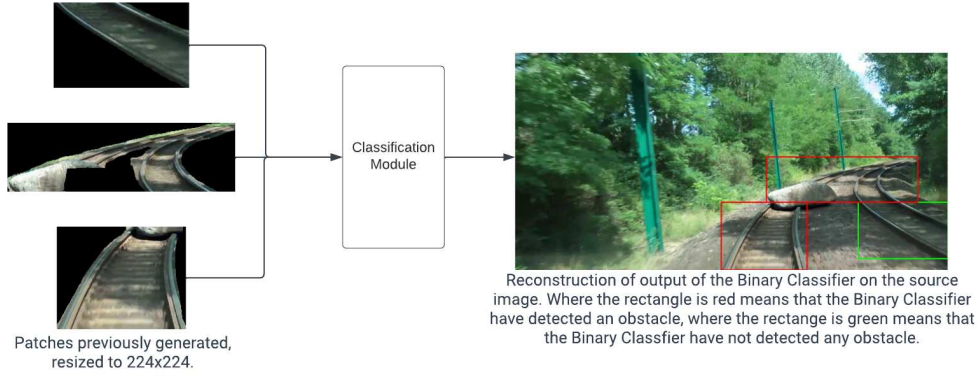 Classification
Module
Patches previously generated,
resized to 224x224.
Reconstruction of output of the Binary Classifier on the source
image. Where the rectangle is red means that the Binary Classifier
have detected an obstacle, where the rectange is green means that
the Binary Classfier have not detected any obstacle.